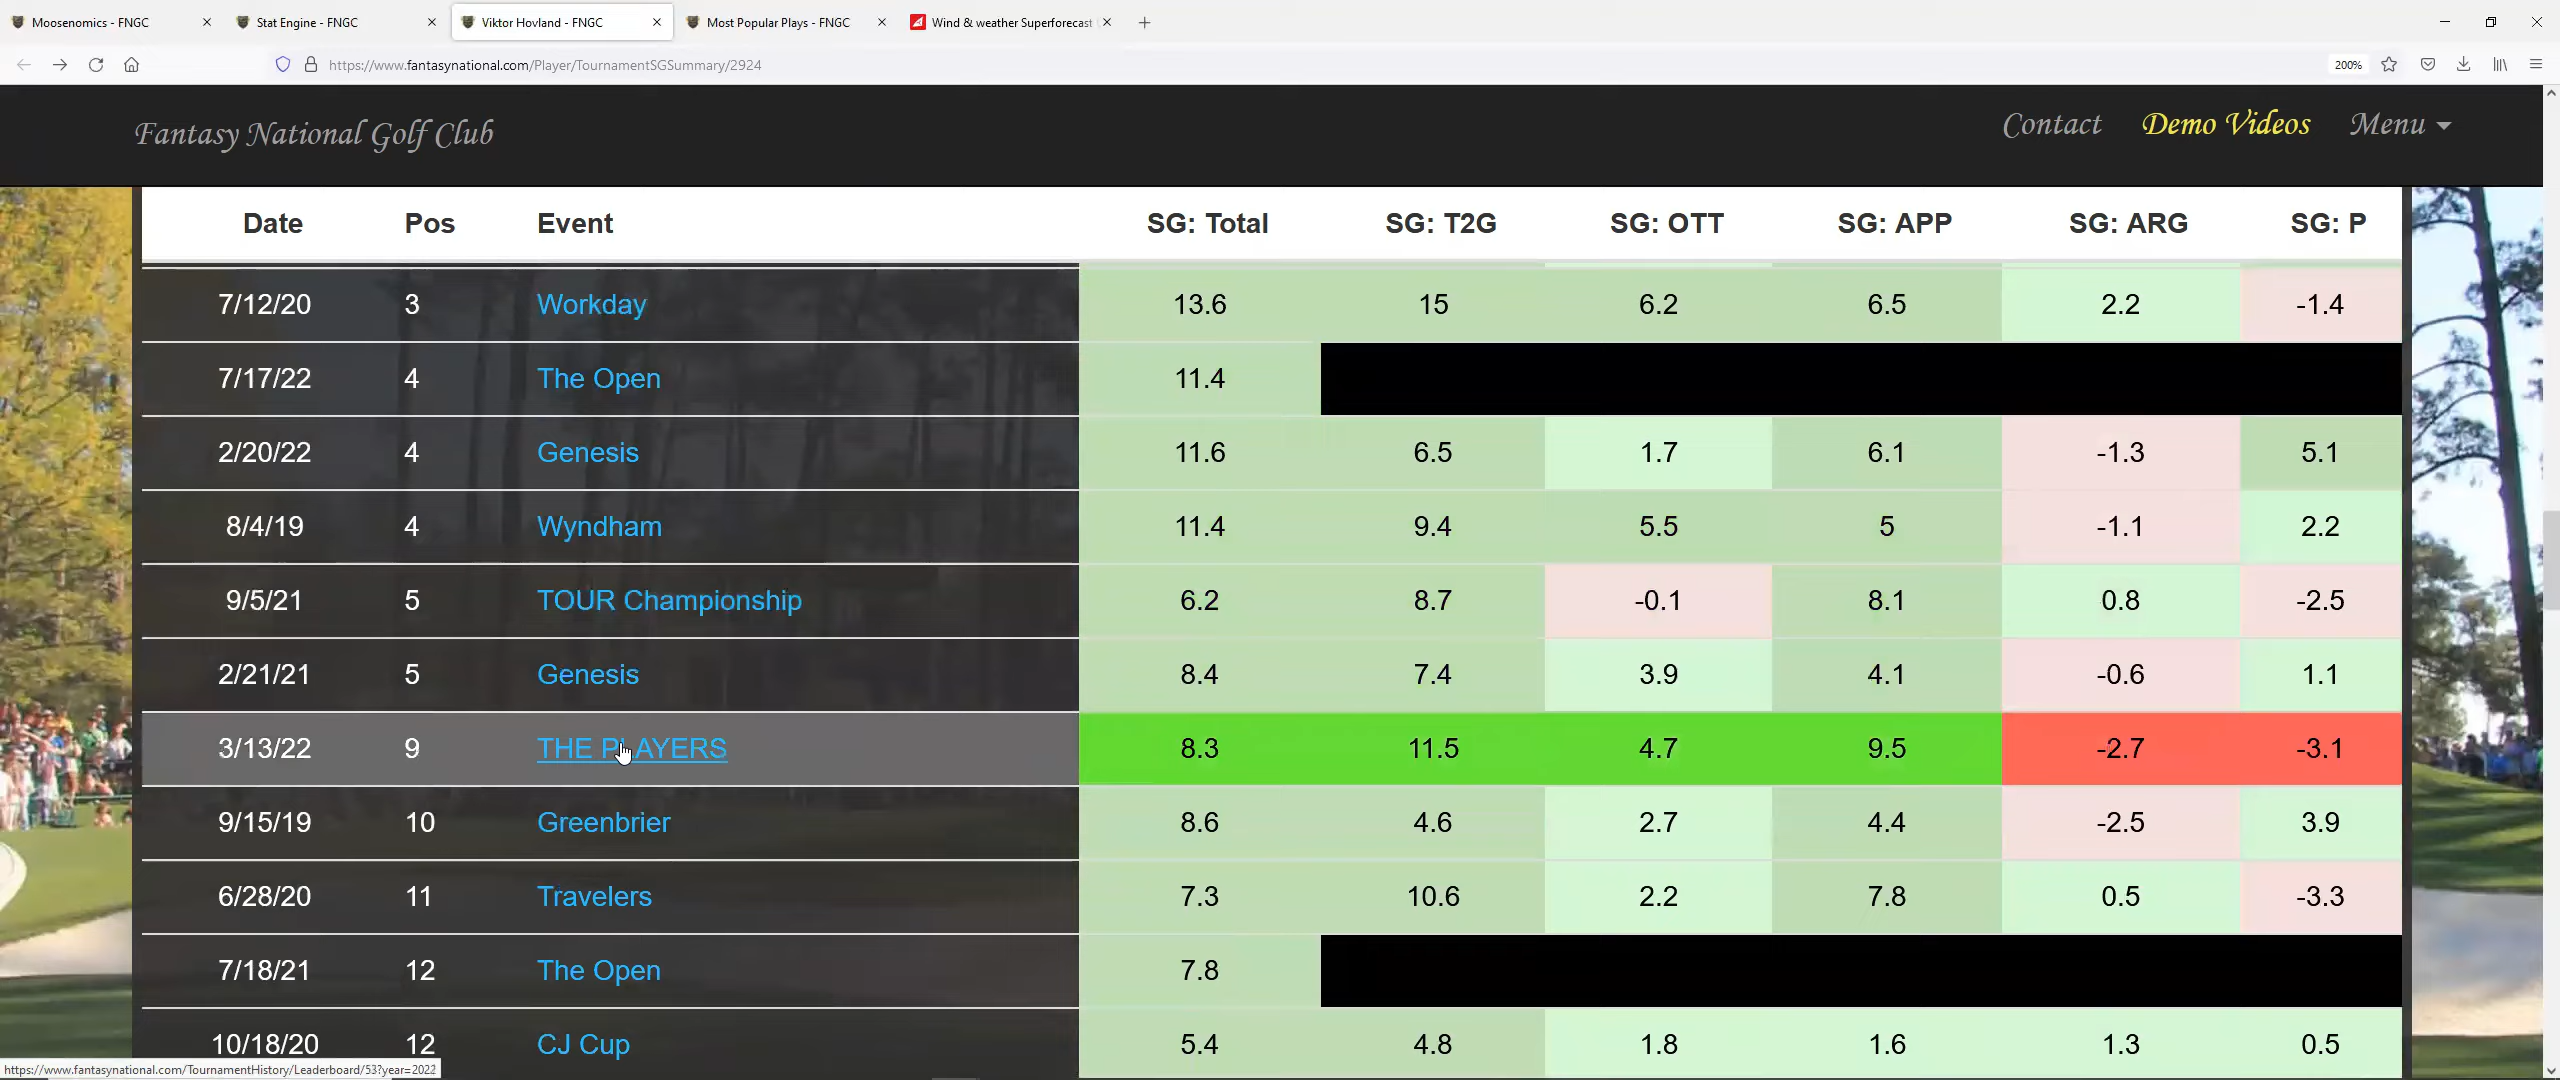 Moosenomics - FNGC
Stat Engine - FNGC
Viktor Hovland - FNGC
Most Popular Plays - FNGC
Wind & weather Superforecast
https://www.fantasynational.com/Player/TournamentSGSummary/2924
200%
Fantasy National Golf Club
Contact Demo Videos Menu
Date Pos Event SG: Total SG: T2G SG: OTT SG: APP SG: ARG SG: P
7/12/20 3 Workday 13.6 15 6.2 6.5 2.2 -1.4
7/17/22 4 The Open 11.4
2/20/22 4 Genesis 11.6 6.5 1.7 6.1 -1.3 5.1
8/4/19 4 Wyndham 11.4 9.4 5.5 5 -1.1 2.2
9/5/21 5 TOUR Championship 6.2 8.7 -0.1 8.1 0.8 -2.5
2/21/21 5 Genesis 8.4 7.4 3.9 4.1 -0.6 1.1
3/13/22 9 THE PLAYERS 8.3 11.5 4.7 9.5 -2.7 -3.1
9/15/19 10 Greenbrier 8.6 4.6 2.7 4.4 -2.5 3.9
6/28/20 11 Travelers 7.3 10.6 2.2 7.8 0.5 -3.3
7/18/21 12 The Open 7.8
10/18/20 12 CJ Cup 5.4 4.8 1.8 1.6 1.3 0.5
https://www.fantasynational.com/TournamentHistory/Leaderboard/53?year=2022